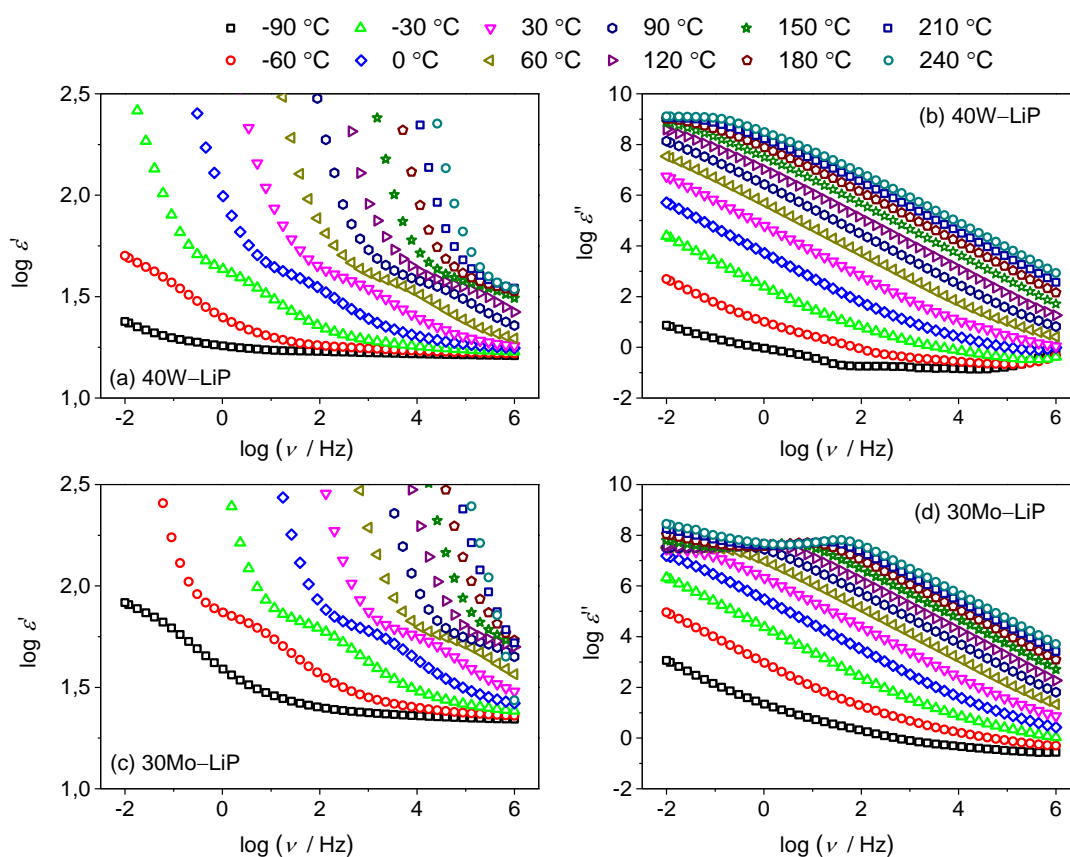 -90 °C -30 °C 30 °C 90 °C 150 °C 210 °C
-60 °C 0 °C 60 °C 120 °C 180 °C 240 °C
2,5
2,0
1,5
1,0
log ε'
(a) 40W–LiP
-2 0 2 4 6
log (ν / Hz)
10
8
6
4
2
0
-2
log ε''
(b) 40W–LiP
-2 0 2 4 6
log (ν / Hz)
2,5
2,0
1,5
1,0
log ε'
(c) 30Mo–LiP
-2 0 2 4 6
log (ν / Hz)
10
8
6
4
2
0
-2
log ε''
(d) 30Mo–LiP
-2 0 2 4 6
log (ν / Hz)